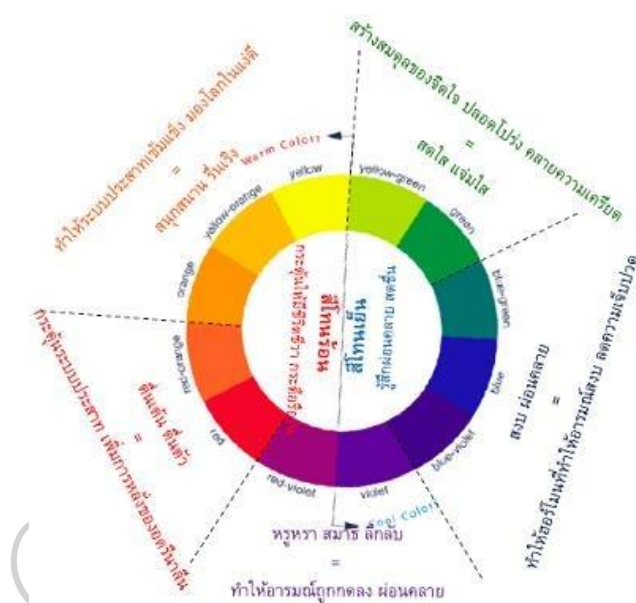 สร้างสมดุลของจิตใจ ปลอดโปร่ง คลายความเครียด
=
สดใส แจ่มใส
ทำให้ระบบประสาทเข้มแข็ง มองโลกในแง่ดี
=
สนุกสนาน รื่นเริง
Warm Colors
yellow
yellow-green
green
blue-green
blue
blue-violet
violet
red-violet
red
red-orange
orange
yellow-orange
สีโทนร้อน
กระตุ้นให้มีชีวิตชีวา
สีโทนเย็น
=
รู้สึกผ่อนคลาย สดชื่น
สงบ ผ่อนคลาย
=
ทำให้ฮอร์โมนที่ทำให้อารมณ์สงบ ลดความเจ็บปวด
ตื่นเต้น ตื่นตัว
=
กระตุ้นระบบประสาท เพิ่มการหลั่งของอดรีนาลีน
Cool Colors
หรูหรา สมาธิ ลึกลับ
=
ทำให้อารมณ์ถูกกดลง ผ่อนคลาย